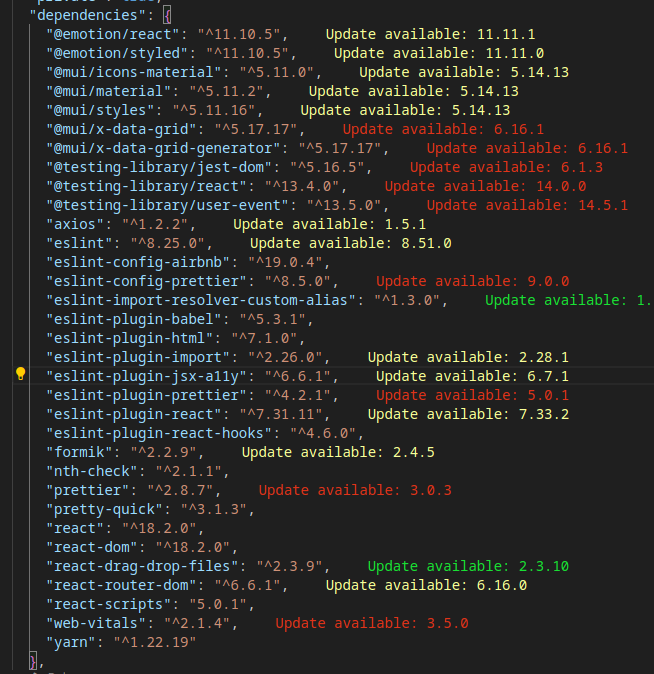 "dependencies": {
"@emotion/react": "^11.10.5", Update available: 11.11.1
"@emotion/styled": "^11.10.5", Update available: 11.11.0
"@mui/icons-material": "^5.11.0", Update available: 5.14.13
"@mui/material": "^5.11.2", Update available: 5.14.13
"@mui/styles": "^5.11.16", Update available: 5.14.13
"@mui/x-data-grid": "^5.17.17", Update available: 6.16.1
"@mui/x-data-grid-generator": "^5.17.17", Update available: 6.16.1
"@testing-library/jest-dom": "^5.16.5", Update available: 6.1.3
"@testing-library/react": "^13.4.0", Update available: 14.0.0
"@testing-library/user-event": "^13.5.0", Update available: 14.5.1
"axios": "^1.2.2", Update available: 1.5.1
"eslint": "^8.25.0", Update available: 8.51.0
"eslint-config-airbnb": "^19.0.4",
"eslint-config-prettier": "^8.5.0", Update available: 9.0.0
"eslint-import-resolver-custom-alias": "^1.3.0", Update available: 1.
"eslint-plugin-babel": "^5.3.1",
"eslint-plugin-html": "^7.1.0",
"eslint-plugin-import": "^2.26.0", Update available: 2.28.1
"eslint-plugin-jsx-a11y": "^6.6.1", Update available: 6.7.1
"eslint-plugin-prettier": "^4.2.1", Update available: 5.0.1
"eslint-plugin-react": "^7.31.11", Update available: 7.33.2
"eslint-plugin-react-hooks": "^4.6.0",
"formik": "^2.2.9", Update available: 2.4.5
"nth-check": "^2.1.1",
"prettier": "^2.8.7", Update available: 3.0.3
"pretty-quick": "^3.1.3",
"react": "^18.2.0",
"react-dom": "^18.2.0",
"react-drag-drop-files": "^2.3.9", Update available: 2.3.10
"react-router-dom": "^6.6.1", Update available: 6.16.0
"react-scripts": "5.0.1",
"web-vitals": "^2.1.4", Update available: 3.5.0
"yarn": "^1.22.19"
},